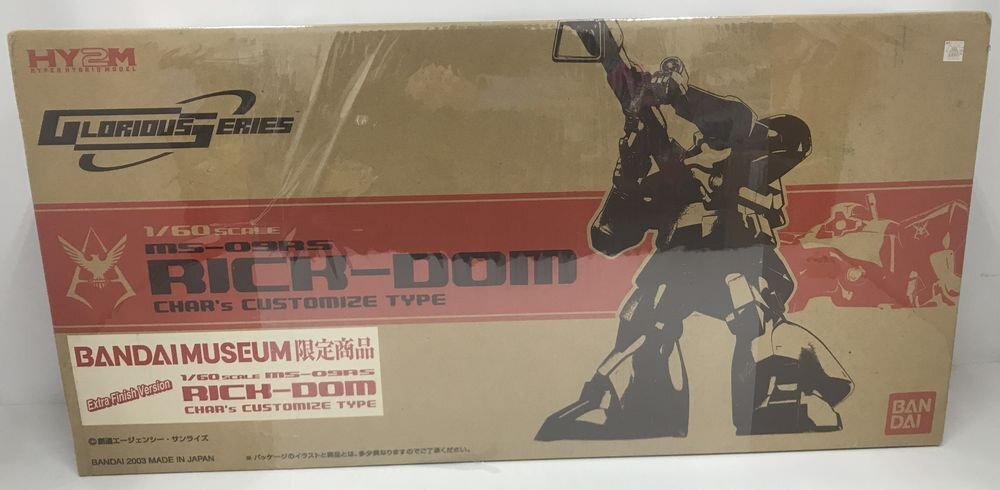 HY2M
HYPER HYBRID MODEL
GLORIOUS SERIES
1/60 SCALE
MS-09RS
RICK-DOM
CHAR's CUSTOMIZE TYPE
BANDAI MUSEUM 限定商品
1/60 SCALE MS-09RS
Extra Finish Version
RICK-DOM
CHAR's CUSTOMIZE TYPE
©創通エージェンシー・サンライズ
BANDAI 2003 MADE IN JAPAN
※パッケージのイラストと商品とは、多少異なりますのでご了承ください。
BAN
DAI